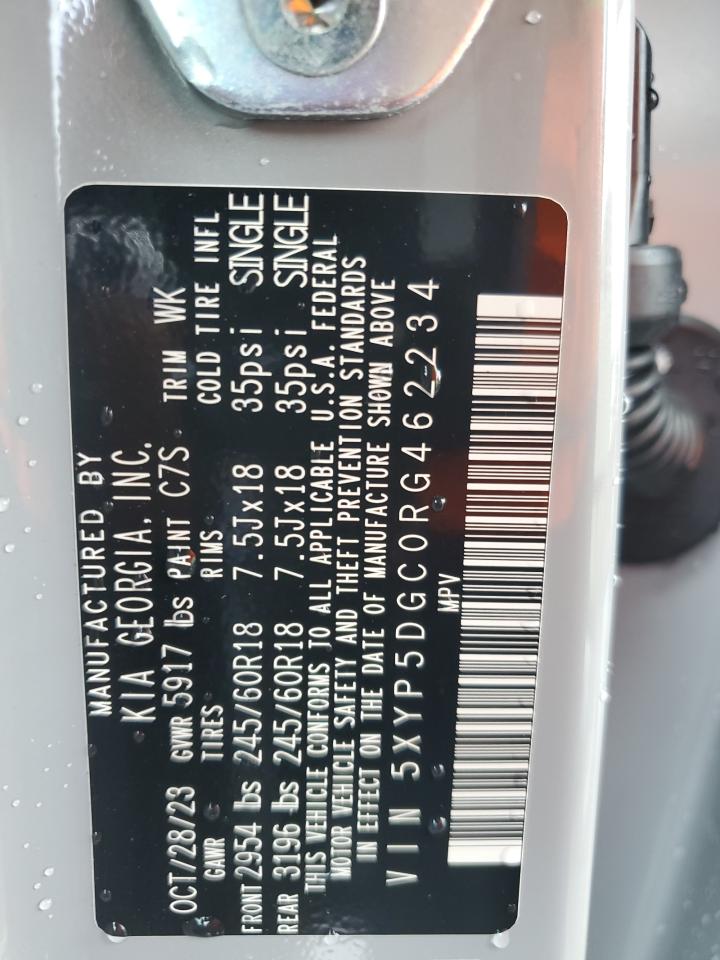 MANUFACTURED BY
KIA GEORGIA, INC.
OCT/28/23 GVWR 5917 lbs PAINT C7S TRIM WK
GAWR TIRES RIMS COLD TIRE INFL
FRONT 2954 lbs 245/60R18 7.5Jx18 35psi SINGLE
REAR 3196 lbs 245/60R18 7.5Jx18 35psi SINGLE
THIS VEHICLE CONFORMS TO ALL APPLICABLE U.S.A. FEDERAL
MOTOR VEHICLE SAFETY AND THEFT PREVENTION STANDARDS
IN EFFECT ON THE DATE OF MANUFACTURE SHOWN ABOVE
VIN 5XYP5DGC0RG462234
MPV